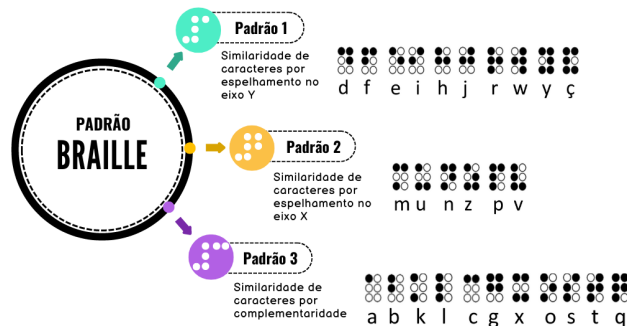 PADRÃO
BRAILLE
Padrão 1
Similaridade de
caracteres por
espelhamento no
eixo Y
d f e i h j r w y ç
Padrão 2
Similaridade de
caracteres por
espelhamento no
eixo X
m u n z p v
Padrão 3
Similaridade de
caracteres por
complementaridade
a b k l c g x o s t q